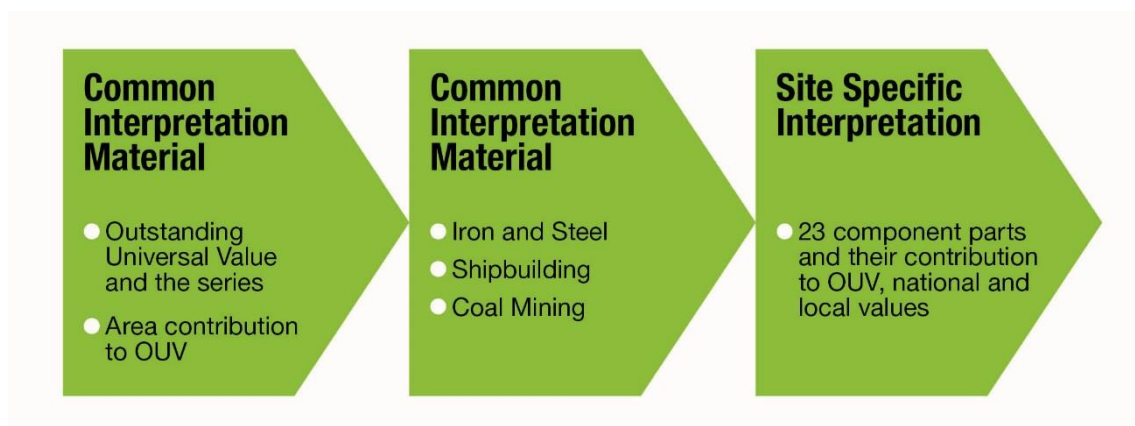 Common
Interpretation
Material
Outstanding
Universal Value
and the series
Area contribution
to OUV
Common
Interpretation
Material
Iron and Steel
Shipbuilding
Coal Mining
Site Specific
Interpretation
23 component parts
and their contribution
to OUV, national and
local values